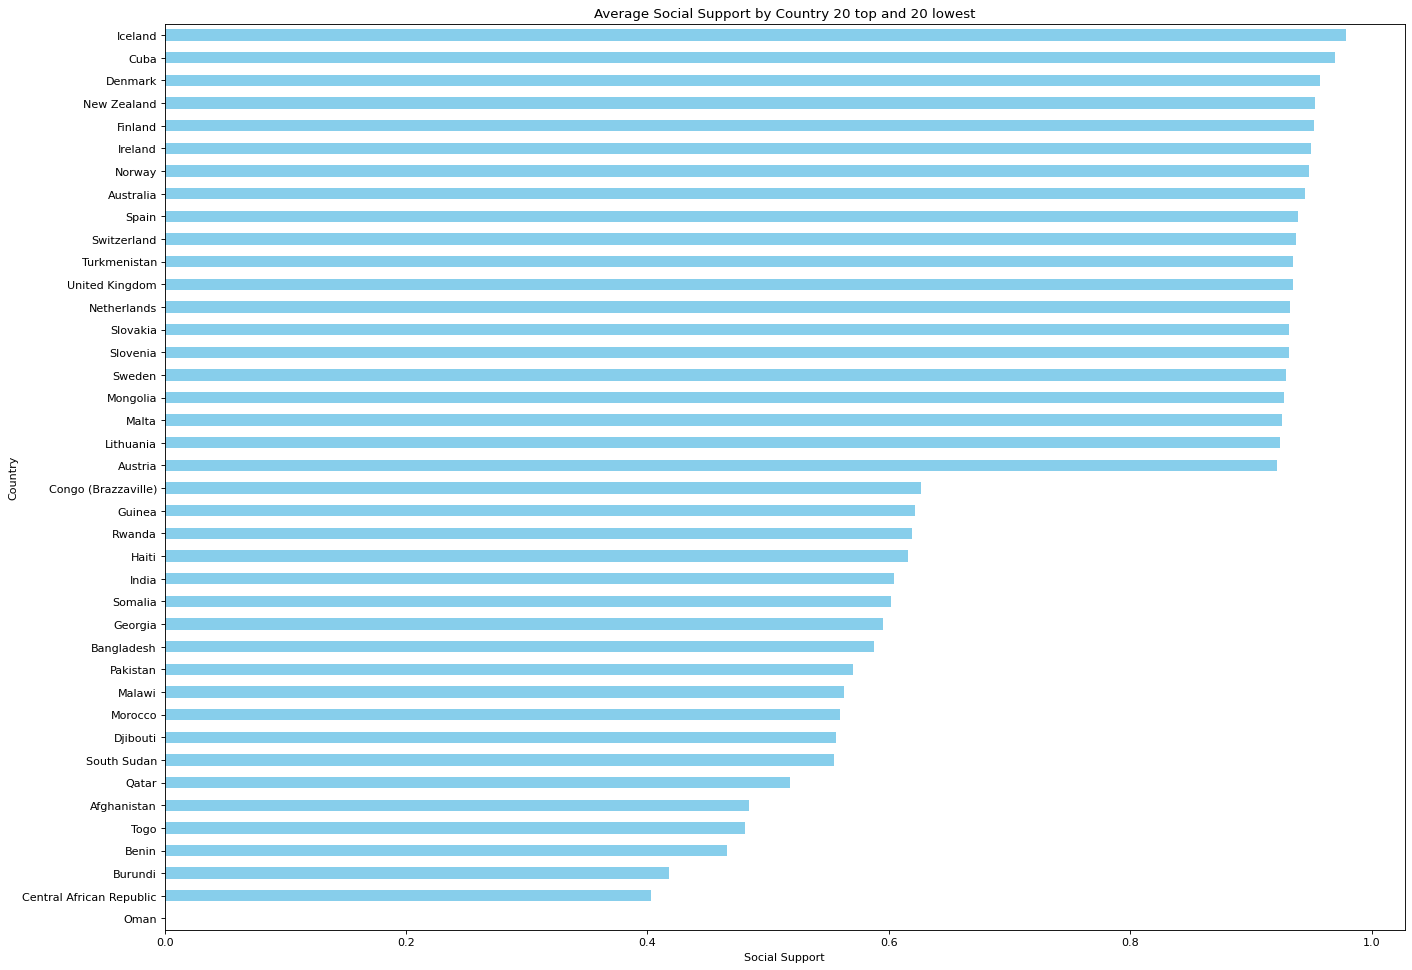 Average Social Support by Country 20 top and 20 lowest
Iceland
Cuba
Denmark
New Zealand
Finland
Ireland
Norway
Australia
Spain
Switzerland
Turkmenistan
United Kingdom
Netherlands
Slovakia
Slovenia
Sweden
Mongolia
Malta
Lithuania
Austria
Congo (Brazzaville)
Guinea
Rwanda
Haiti
India
Somalia
Georgia
Bangladesh
Pakistan
Malawi
Morocco
Djibouti
South Sudan
Qatar
Afghanistan
Togo
Benin
Burundi
Central African Republic
Oman
Country
0.0 0.2 0.4 0.6 0.8 1.0
Social Support